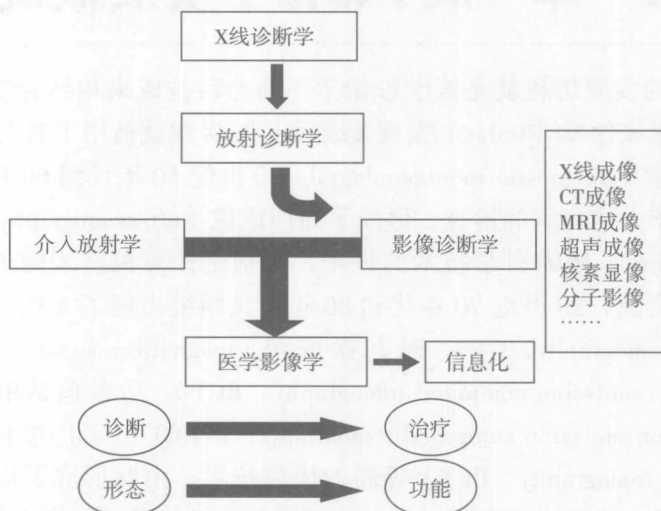 X线诊断学
放射诊断学
介入放射学
影像诊断学
X线成像
CT成像
MRI成像
超声成像
核素显像
分子影像
……
医学影像学
信息化
诊断
治疗
形态
功能